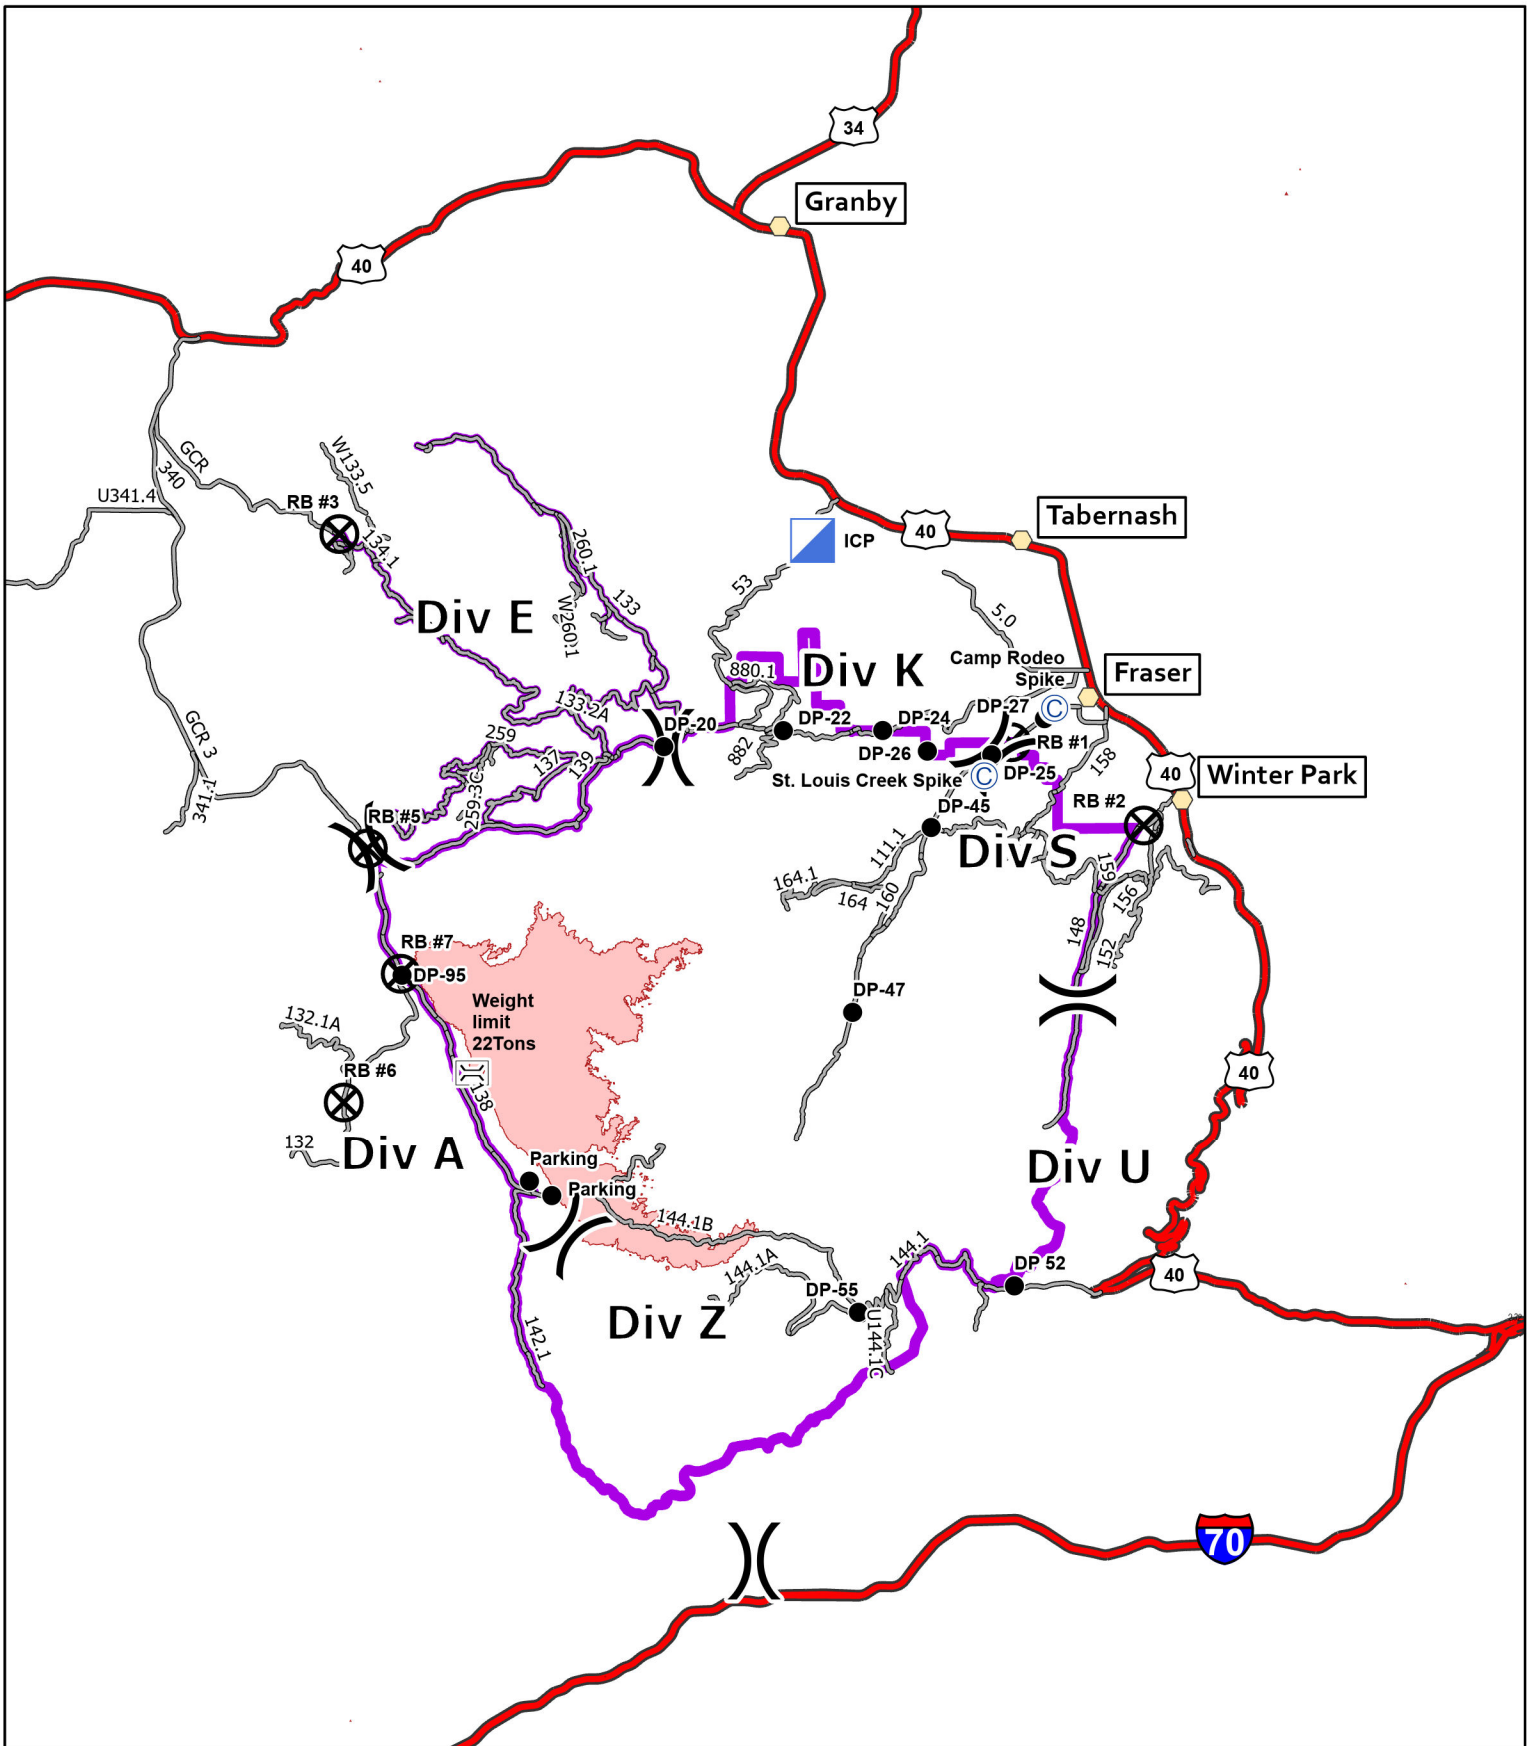 34
Granby
40
GCR
340
W133.5
U341.4
RB #3
134.1
260.1
ICP
40
Tabernash
53
133
W260.1
Div E
5.0
Camp Rodeo
Spike
Div K
Fraser
880.1
133.2A
DP-20
DP-22
DP-24
DP-27
C
259
882
DP-26
RB #1
GCR 3
137
139
St. Louis Creek Spike
C
DP-25
158
40
Winter Park
341.1
259.3C
RB #5
DP-45
RB #2
111.1
Div S
164.1
164
160
159
156
148
152
RB #7
DP-95
DP-47
Weight
limit
22Tons
132.1A
RB #6
138
40
132
Div A
Parking
Parking
Div U
144.1B
144.1
144.1A
DP 52
40
DP-55
Div Z
U144.1C
142.1
70